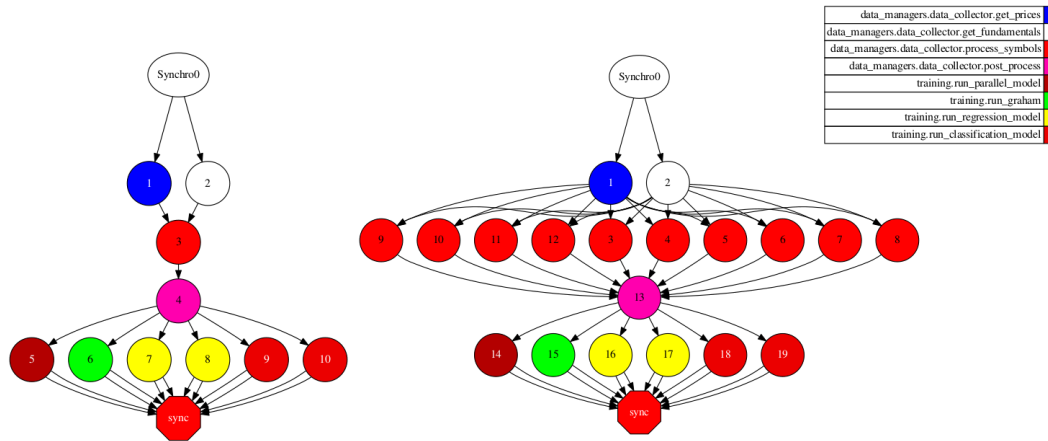 data_managers.data_collector.get_prices
data_managers.data_collector.get_fundamentals
data_managers.data_collector.process_symbols
data_managers.data_collector.post_process
training.run_parallel_model
training.run_graham
training.run_regression_model
training.run_classification_model
Synchro0
1 2
3
4
5 6 7 8 9 10
sync
Synchro0
1 2
9 10 11 12 3 4 5 6 7 8
13
14 15 16 17 18 19
sync